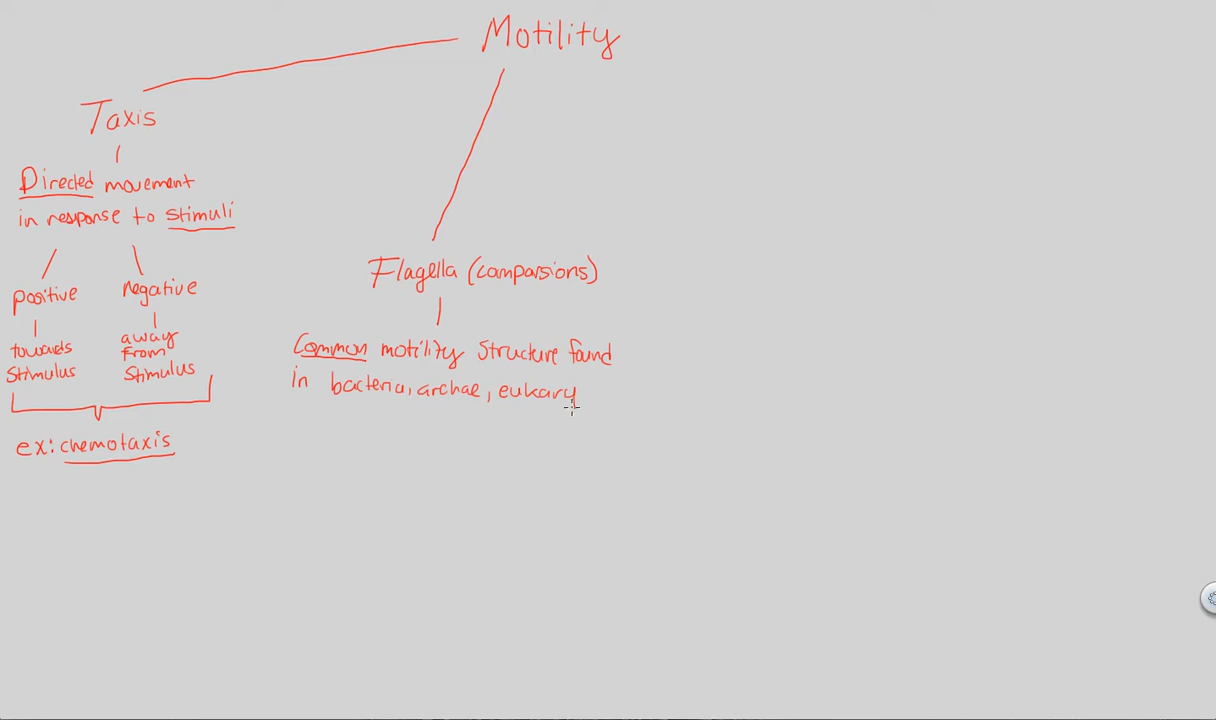 Motility
Taxis
Directed movement
in response to stimuli
positive
negative
towards
stimulus
away
from
stimulus
ex: chemotaxis
Flagella (comparsions)
Common motility structure found
in bacteria, archae, eukary